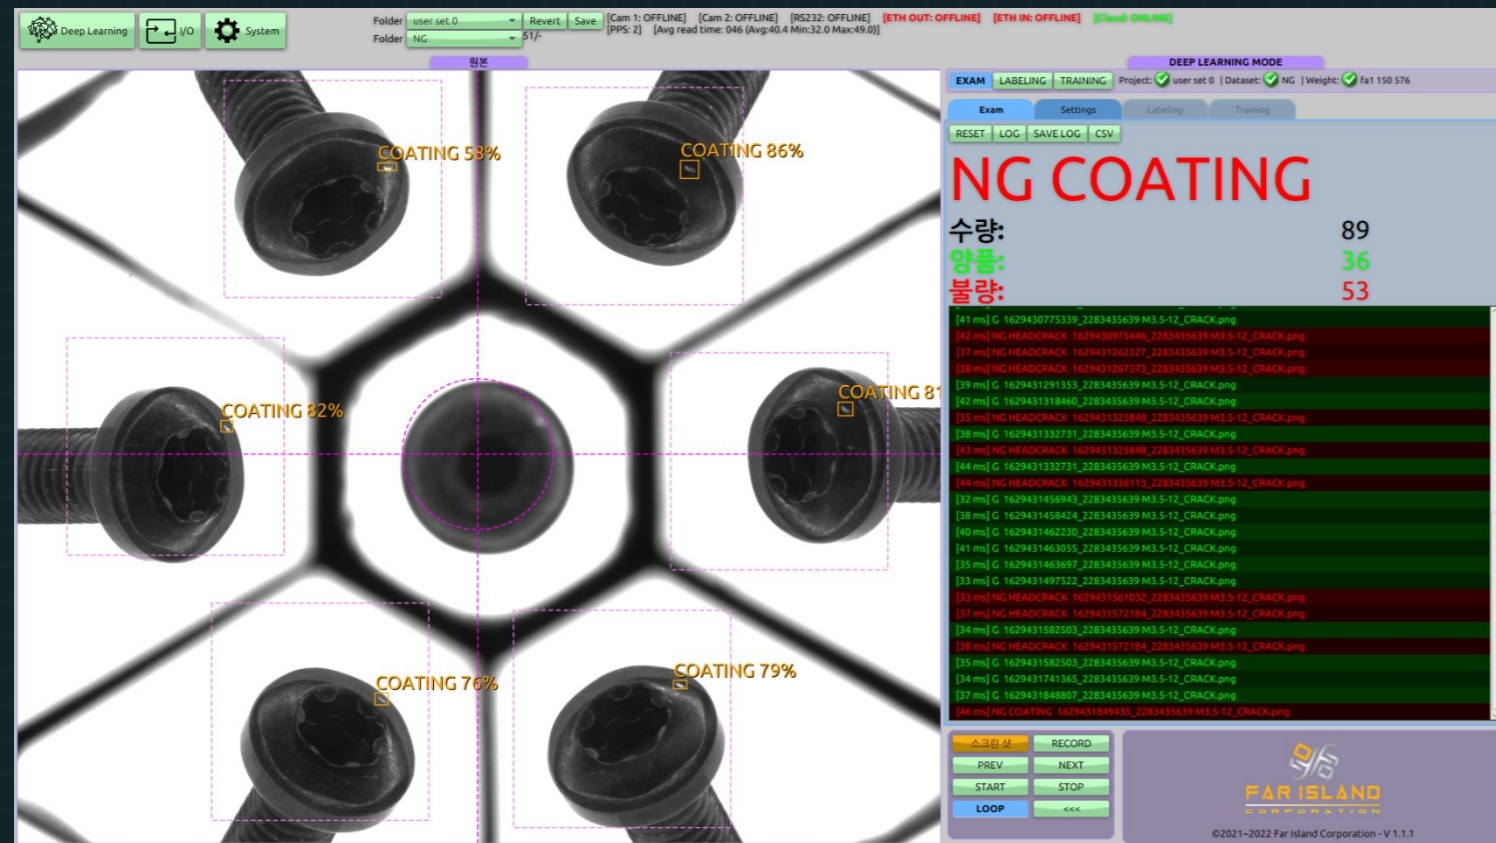 Deep Learning
I/O
System
Folder user set 0 Revert Save
Folder NG 51/-
[Cam 1: OFFLINE] [Cam 2: OFFLINE] [RS232: OFFLINE] [ETH OUT: OFFLINE] [ETH IN: OFFLINE] [Cloud: ONLINE]
[PPS: 2] [Avg read time: 046 (Avg:40.4 Min:32.0 Max:49.0)]
원본
COATING 58%
COATING 86%
COATING 82%
COATING 81
COATING 76%
COATING 79%
DEEP LEARNING MODE
EXAM LABELING TRAINING Project: user set 0 | Dataset: NG | Weight: fa1 150 576
Exam Settings Labeling Training
RESET LOG SAVE LOG CSV
NG COATING
수량: 89
양품: 36
불량: 53
[41 ms] G 1629430775339_2283435639 M3.5-12_CRACK.png
[42 ms] NG HEADCRACK 1629430975446_2283435639 M3.5-12_CRACK.png
[37 ms] NG HEADCRACK 1629431262327_2283435639 M3.5-12_CRACK.png
[38 ms] NG HEADCRACK 1629431267373_2283435639 M3.5-12_CRACK.png
[39 ms] G 1629431291353_2283435639 M3.5-12_CRACK.png
[42 ms] G 1629431318460_2283435639 M3.5-12_CRACK.png
[35 ms] NG HEADCRACK 1629431325848_2283435639 M3.5-12_CRACK.png
[38 ms] G 1629431332731_2283435639 M3.5-12_CRACK.png
[43 ms] NG HEADCRACK 1629431325848_2283435639 M3.5-12_CRACK.png
[44 ms] G 1629431332731_2283435639 M3.5-12_CRACK.png
[44 ms] NG HEADCRACK 1629431336113_2283435639 M3.5-12_CRACK.png
[32 ms] G 1629431456943_2283435639 M3.5-12_CRACK.png
[38 ms] G 1629431458424_2283435639 M3.5-12_CRACK.png
[40 ms] G 1629431462230_2283435639 M3.5-12_CRACK.png
[41 ms] G 1629431463055_2283435639 M3.5-12_CRACK.png
[35 ms] G 1629431463697_2283435639 M3.5-12_CRACK.png
[33 ms] G 1629431497522_2283435639 M3.5-12_CRACK.png
[33 ms] NG HEADCRACK 1629431561032_2283435639 M3.5-12_CRACK.png
[37 ms] NG HEADCRACK 1629431572184_2283435639 M3.5-12_CRACK.png
[34 ms] G 1629431582503_2283435639 M3.5-12_CRACK.png
[38 ms] NG HEADCRACK 1629431572184_2283435639 M3.5-12_CRACK.png
[35 ms] G 1629431582503_2283435639 M3.5-12_CRACK.png
[34 ms] G 1629431741365_2283435639 M3.5-12_CRACK.png
[37 ms] G 1629431848807_2283435639 M3.5-12_CRACK.png
[46 ms] NG COATING 1629431849435_2283435639 M3.5-12_CRACK.png
스크린 샷 RECORD
PREV NEXT
START STOP
LOOP <<<
FAR ISLAND
CORPORATION
©2021~2022 Far Island Corporation - V 1.1.1